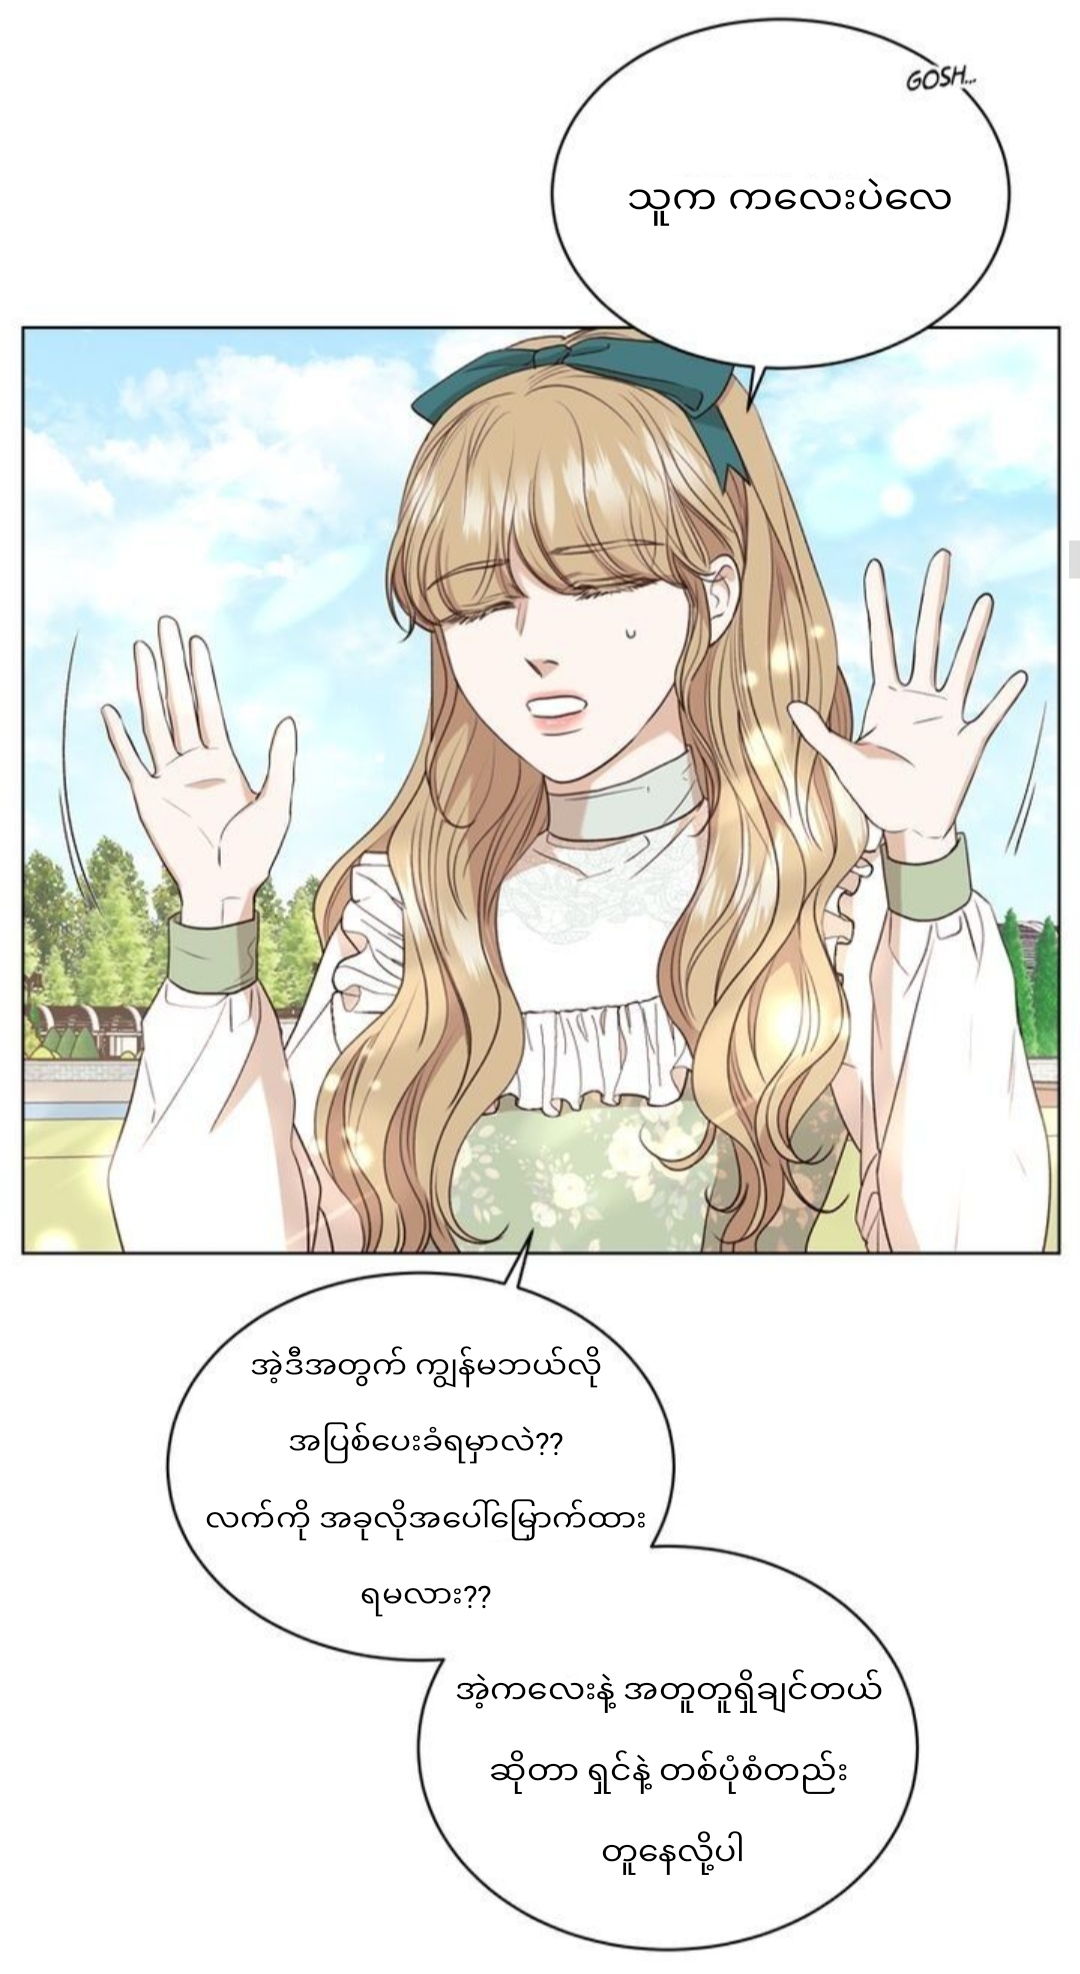 GOSH...
သူက ကလေးပဲလေ
အဲ့ဒီအတွက် ကျွန်မဘယ်လို
အပြစ်ပေးခံရမှာလဲ??
လက်ကို အခုလိုအပေါ်မြှောက်ထား
ရမလား??
အဲ့ကလေးနဲ့ အတူတူရှိချင်တယ်
ဆိုတာ ရှင်နဲ့ တစ်ပုံစံတည်း
တူနေလို့ပါ